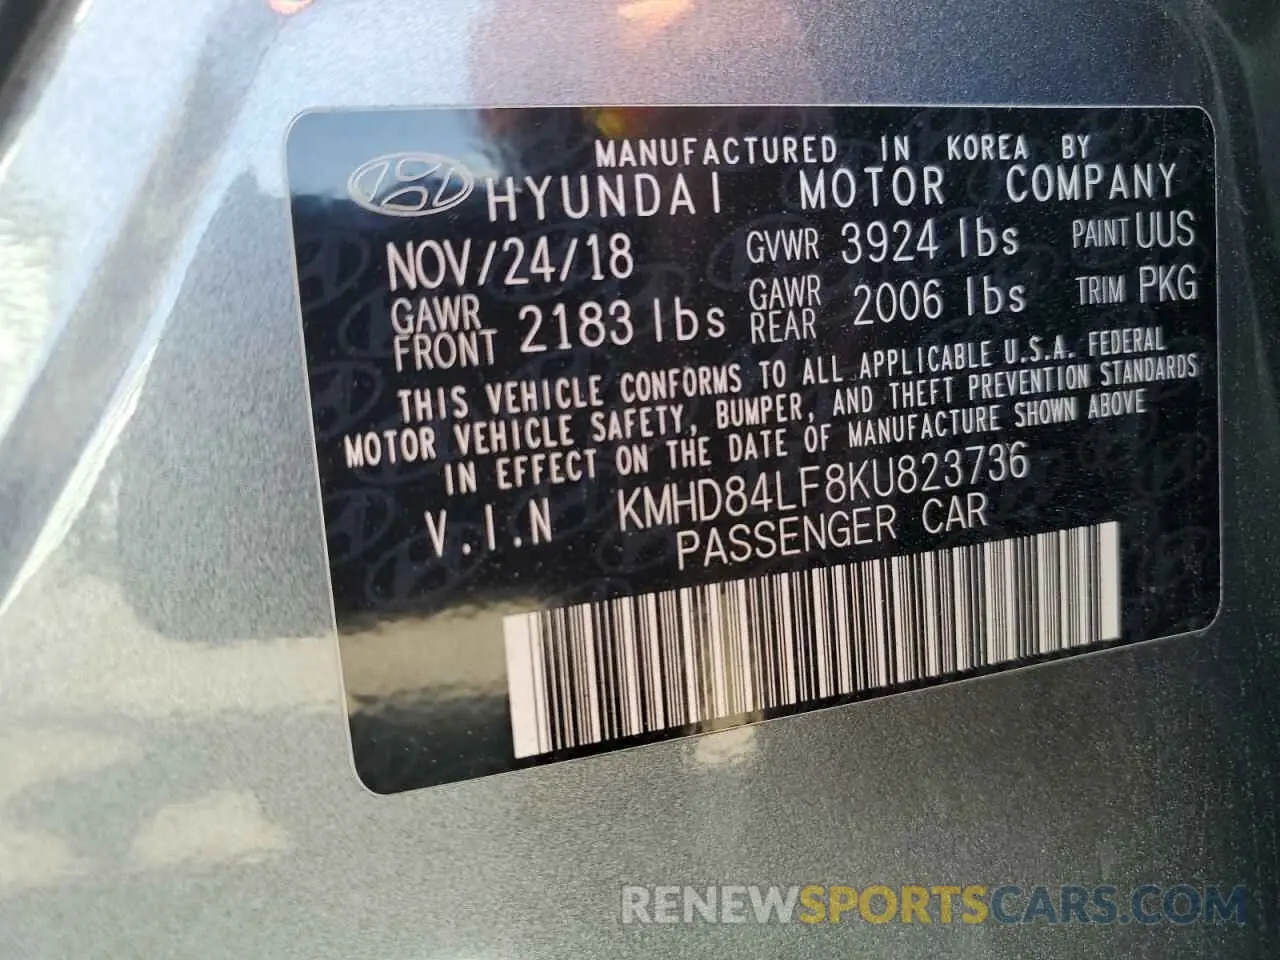 MANUFACTURED IN KOREA BY
HYUNDAI MOTOR COMPANY
NOV/24/18 GVWR 3924 lbs PAINT UUS
GAWR FRONT 2183 lbs GAWR REAR 2006 lbs TRIM PKG
THIS VEHICLE CONFORMS TO ALL APPLICABLE U.S.A. FEDERAL
MOTOR VEHICLE SAFETY, BUMPER, AND THEFT PREVENTION STANDARDS
IN EFFECT ON THE DATE OF MANUFACTURE SHOWN ABOVE
V.I.N KMHD84LF8KU823736
PASSENGER CAR
RENEWSPORTSCARS.COM